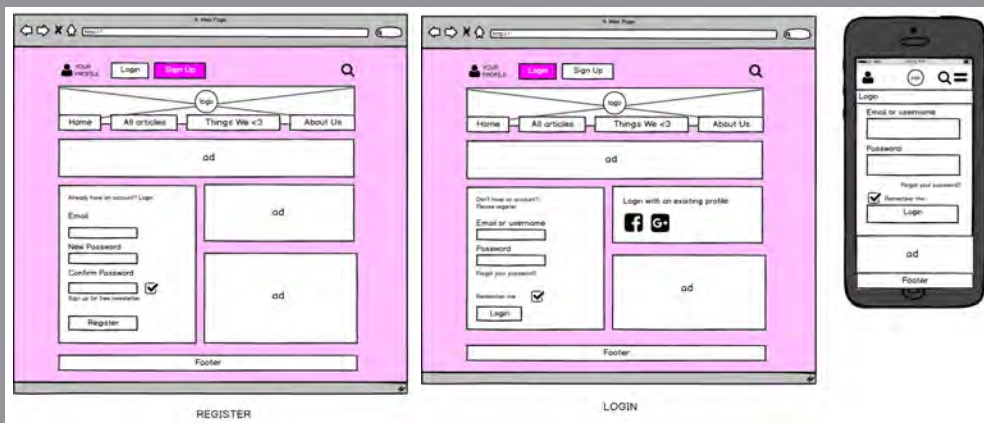 A Web Page
http://
YOUR
PROFILE
Login
Sign Up
logo
Home
All articles
Things We <3
About Us
ad
Already have an account? Login
Email
New Password
Confirm Password
Sign up for free newsletter
Register
ad
ad
Footer
REGISTER
A Web Page
http://
YOUR
PROFILE
Login
Sign Up
logo
Home
All articles
Things We <3
About Us
ad
Don't have an account?
Please register
Email or username
Password
Forgot your password?
Remember me
Login
Login with an existing profile
f
G+
ad
Footer
LOGIN
Login
Email or username
Password
Forgot your password?
Remember me
Login
ad
Footer